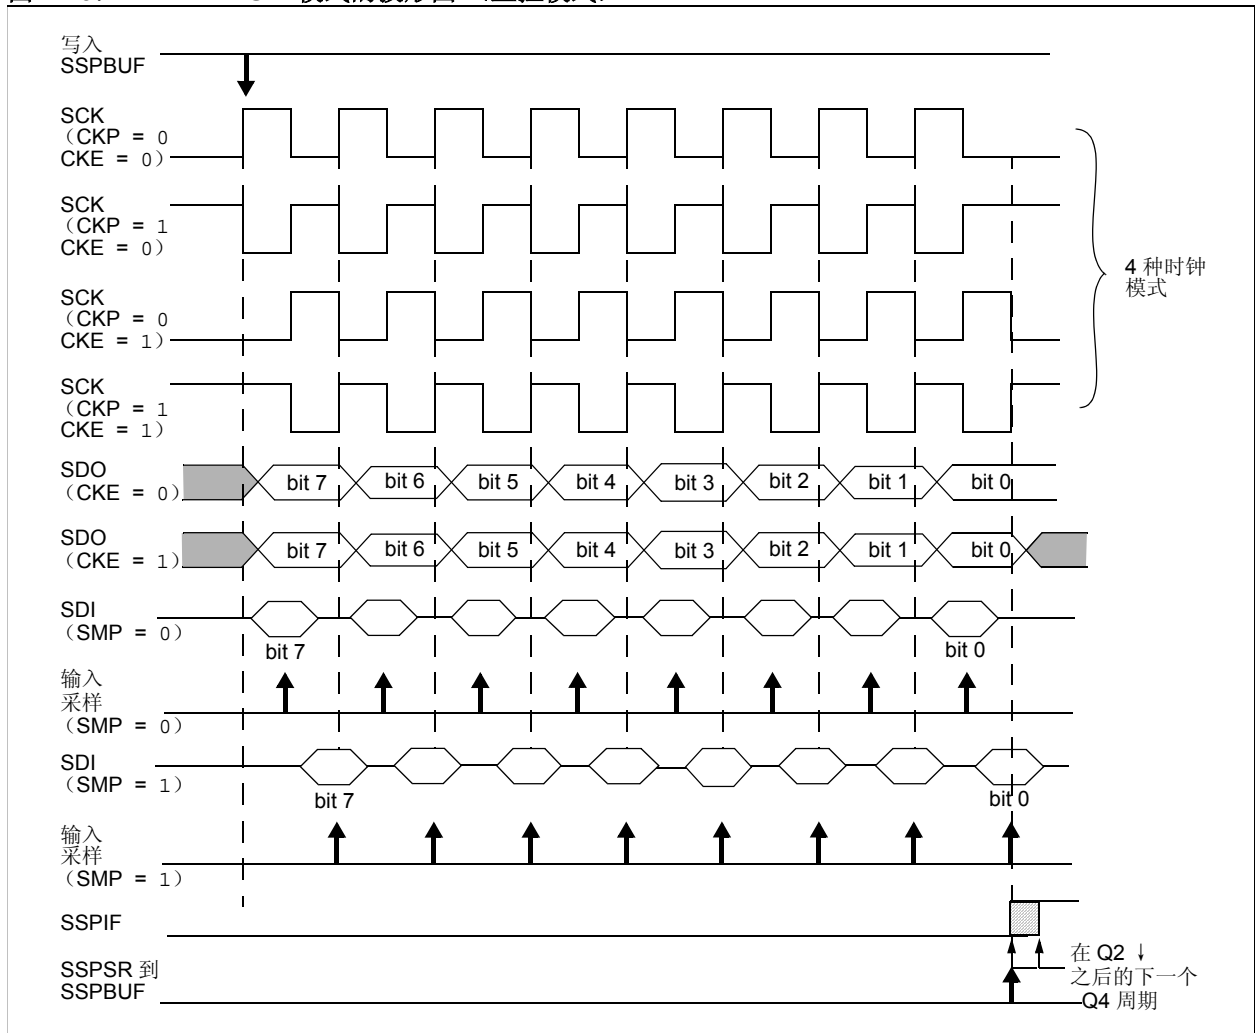 写入
SSPBUF
SCK
（CKP = 0
CKE = 0）
SCK
（CKP = 1
CKE = 0）
SCK
（CKP = 0
CKE = 1）
SCK
（CKP = 1
CKE = 1）
4 种时钟
模式
SDO
（CKE = 0）
bit 7 bit 6 bit 5 bit 4 bit 3 bit 2 bit 1 bit 0
SDO
（CKE = 1）
bit 7 bit 6 bit 5 bit 4 bit 3 bit 2 bit 1 bit 0
SDI
（SMP = 0）
bit 7 bit 0
输入
采样
（SMP = 0）
SDI
（SMP = 1）
bit 7 bit 0
输入
采样
（SMP = 1）
SSPIF
SSPSR 到
SSPBUF
在 Q2 ↓
之后的下一个
Q4 周期